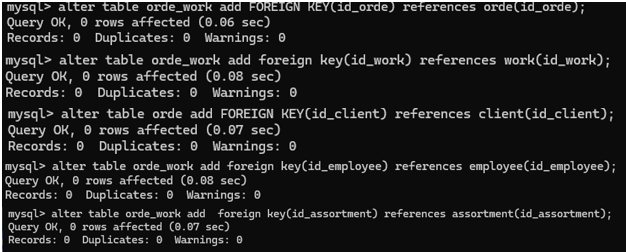 mysql> alter table orde_work add FOREIGN KEY(id_orde) references orde(id_orde);
Query OK, 0 rows affected (0.06 sec)
Records: 0  Duplicates: 0  Warnings: 0
mysql> alter table orde_work add foreign key(id_work) references work(id_work);
Query OK, 0 rows affected (0.08 sec)
Records: 0  Duplicates: 0  Warnings: 0
mysql> alter table orde add FOREIGN KEY(id_client) references client(id_client);
Query OK, 0 rows affected (0.07 sec)
Records: 0  Duplicates: 0  Warnings: 0
mysql> alter table orde_work add foreign key(id_employee) references employee(id_employee);
Query OK, 0 rows affected (0.08 sec)
Records: 0  Duplicates: 0  Warnings: 0
mysql> alter table orde_work add  foreign key(id_assortment) references assortment(id_assortment);
Query OK, 0 rows affected (0.07 sec)
Records: 0  Duplicates: 0  Warnings: 0